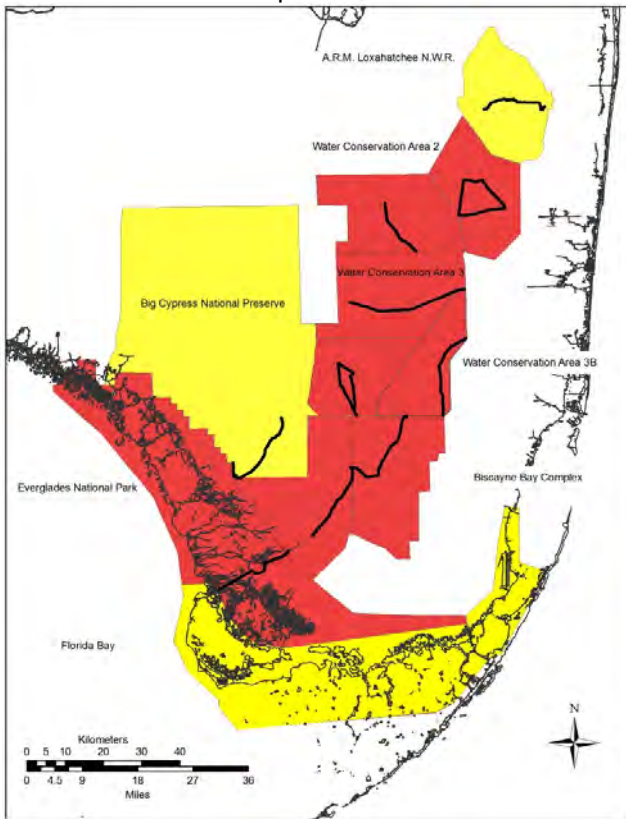 A.R.M. Loxahatchee N.W.R.
Water Conservation Area 2
Water Conservation Area 3
Big Cypress National Preserve
Water Conservation Area 3B
Everglades National Park
Biscayne Bay Complex
Florida Bay
N
Kilometers
0 5 10 20 30 40
0 4.5 9 18 27 36
Miles